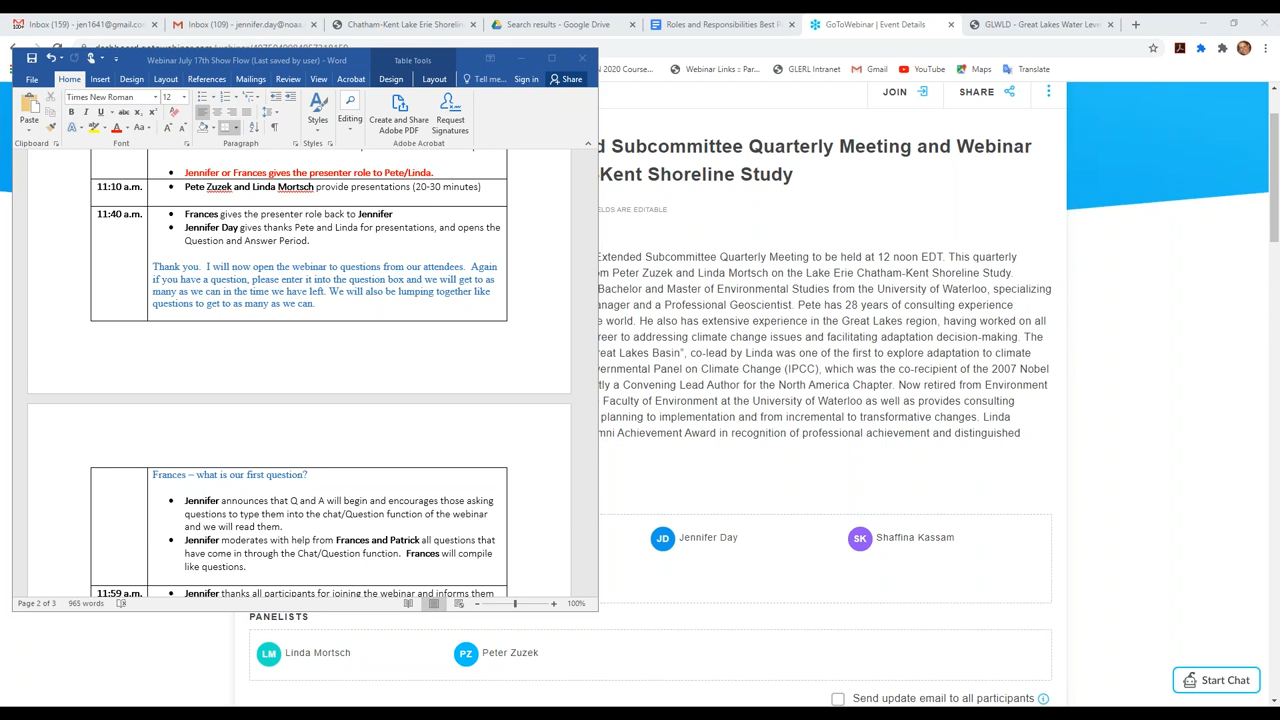 Inbox (159) - jen1641@gmail.co
Inbox (109) - jennifer.day@noaa.
Chatham-Kent Lake Erie Shorelin
Search results - Google Drive
Roles and Responsibilities Best P
GoToWebinar | Event Details
GLWLD - Great Lakes Water Leve
2020 Course...
Webinar Links :: Par...
GLERL Intranet
Gmail
YouTube
Maps
Translate
Webinar July 17th Show Flow (Last saved by user) - Word
Table Tools
File
Home
Insert
Design
Layout
References
Mailings
Review
View
Acrobat
Design
Layout
Tell me...
Sign in
Share
Times New Roman
12
Paste
Styles
Editing
Create and Share
Adobe PDF
Request
Signatures
Clipboard
Font
Paragraph
Styles
Adobe Acrobat
JOIN
SHARE
d Subcommittee Quarterly Meeting and Webinar
-Kent Shoreline Study
FIELDS ARE EDITABLE
Extended Subcommittee Quarterly Meeting to be held at 12 noon EDT. This quarterly
om Peter Zuzek and Linda Mortsch on the Lake Erie Chatham-Kent Shoreline Study.
Bachelor and Master of Environmental Studies from the University of Waterloo, specializing
nager and a Professional Geoscientist. Pete has 28 years of consulting experience
e world. He also has extensive experience in the Great Lakes region, having worked on all
reer to addressing climate change issues and facilitating adaptation decision-making. The
reat Lakes Basin", co-lead by Linda was one of the first to explore adaptation to climate
vernmental Panel on Climate Change (IPCC), which was the co-recipient of the 2007 Nobel
tly a Convening Lead Author for the North America Chapter. Now retired from Environment
Faculty of Environment at the University of Waterloo as well as provides consulting
planning to implementation and from incremental to transformative changes. Linda
mni Achievement Award in recognition of professional achievement and distinguished
Jennifer or Frances gives the presenter role to Pete/Linda.
11:10 a.m.
• Pete Zuzek and Linda Mortsch provide presentations (20-30 minutes)
11:40 a.m.
• Frances gives the presenter role back to Jennifer
• Jennifer Day gives thanks Pete and Linda for presentations, and opens the
Question and Answer Period.
Thank you. I will now open the webinar to questions from our attendees. Again
if you have a question, please enter it into the question box and we will get to as
many as we can in the time we have left. We will also be lumping together like
questions to get to as many as we can.
Frances – what is our first question?
• Jennifer announces that Q and A will begin and encourages those asking
questions to type them into the chat/Question function of the webinar
and we will read them.
• Jennifer moderates with help from Frances and Patrick all questions that
have come in through the Chat/Question function. Frances will compile
like questions.
11:59 a.m.
• Jennifer thanks all participants for joining the webinar and informs them
Page 2 of 3
965 words
100%
JD
Jennifer Day
SK
Shaffina Kassam
PANELISTS
LM
Linda Mortsch
PZ
Peter Zuzek
Send update email to all participants
Start Chat